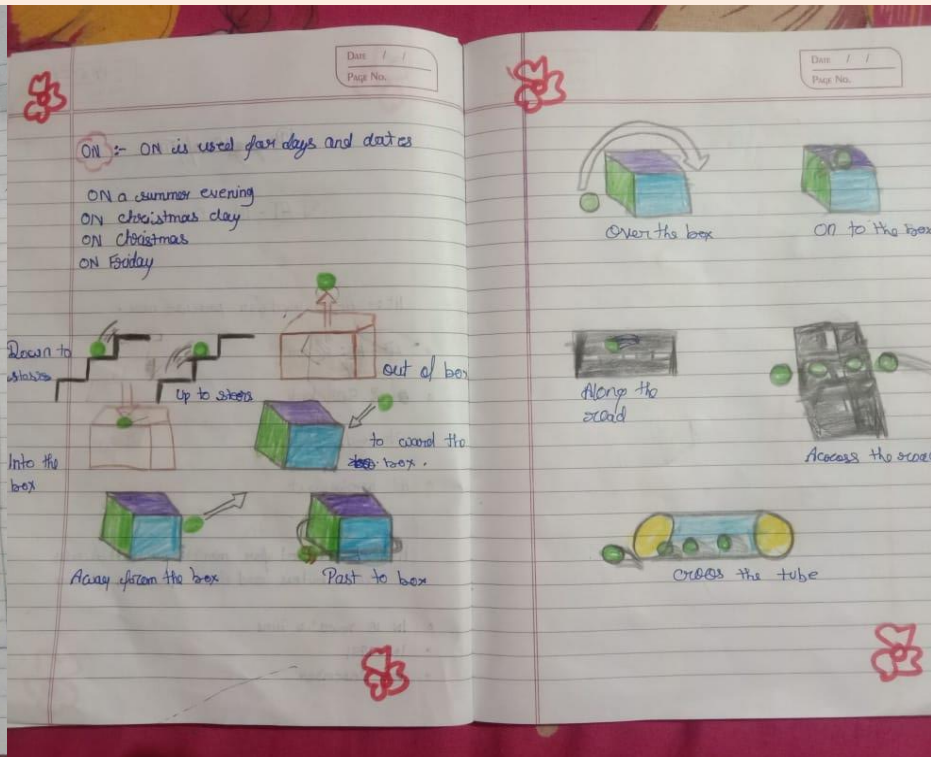 DATE / /
PAGE NO.
ON :- ON is used for days and dates
ON a summer evening
ON christmas day
ON christmas
ON Friday
Down to
stairs
Up to steers
out of box
Into the
box
to coward the
box.
Away from the box
Past to box
DATE / /
PAGE NO.
Over the box
On to the box
Along the
road
Across the road
croos the tube